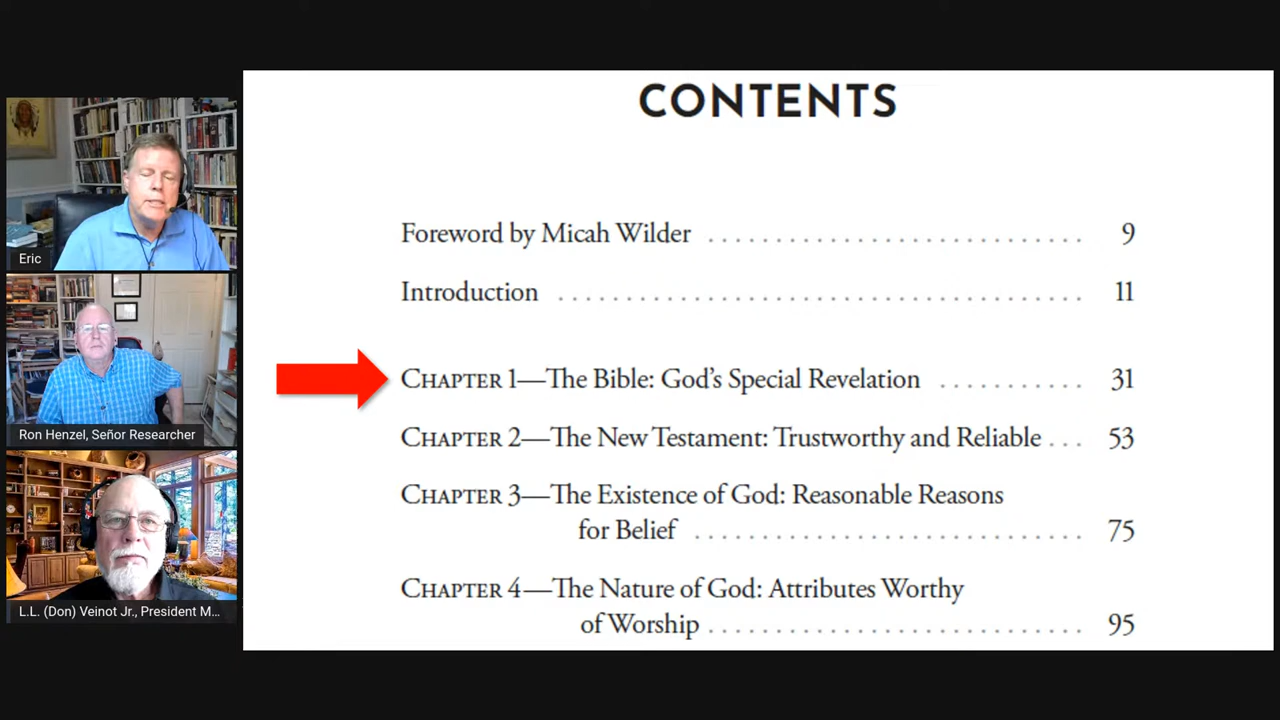 Eric
Ron Henzel, Señor Researcher
L.L. (Don) Veinot Jr., President M...
CONTENTS
Foreword by Micah Wilder . . . . . . . . . . . . . . . . . . . . . . . . . . . . 9
Introduction . . . . . . . . . . . . . . . . . . . . . . . . . . . . . . . . . . . . . . . 11
CHAPTER 1—The Bible: God's Special Revelation . . . . . . . . . . . 31
CHAPTER 2—The New Testament: Trustworthy and Reliable . . . 53
CHAPTER 3—The Existence of God: Reasonable Reasons
for Belief . . . . . . . . . . . . . . . . . . . . . . . . . . . . . 75
CHAPTER 4—The Nature of God: Attributes Worthy
of Worship . . . . . . . . . . . . . . . . . . . . . . . . . . . . 95